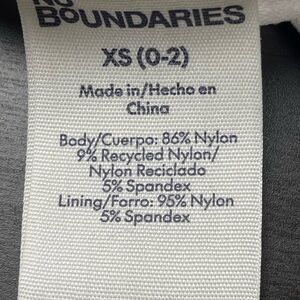 NO
BOUNDARIES
XS (0-2)
Made in/Hecho en
China
Body/Cuerpo: 86% Nylon
9% Recycled Nylon/
Nylon Reciclado
5% Spandex
Lining/Forro: 95% Nylon
5% Spandex